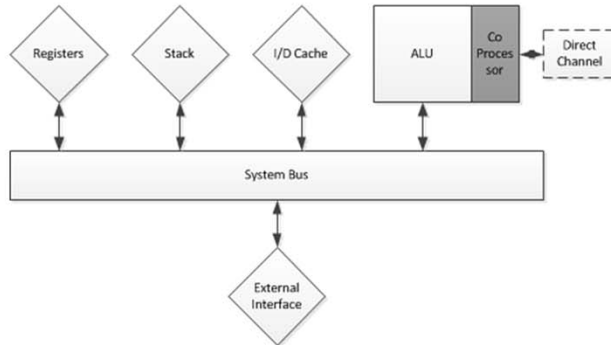 Registers
Stack
I/D Cache
ALU
Co
Proces
sor
Direct
Channel
System Bus
External
Interface